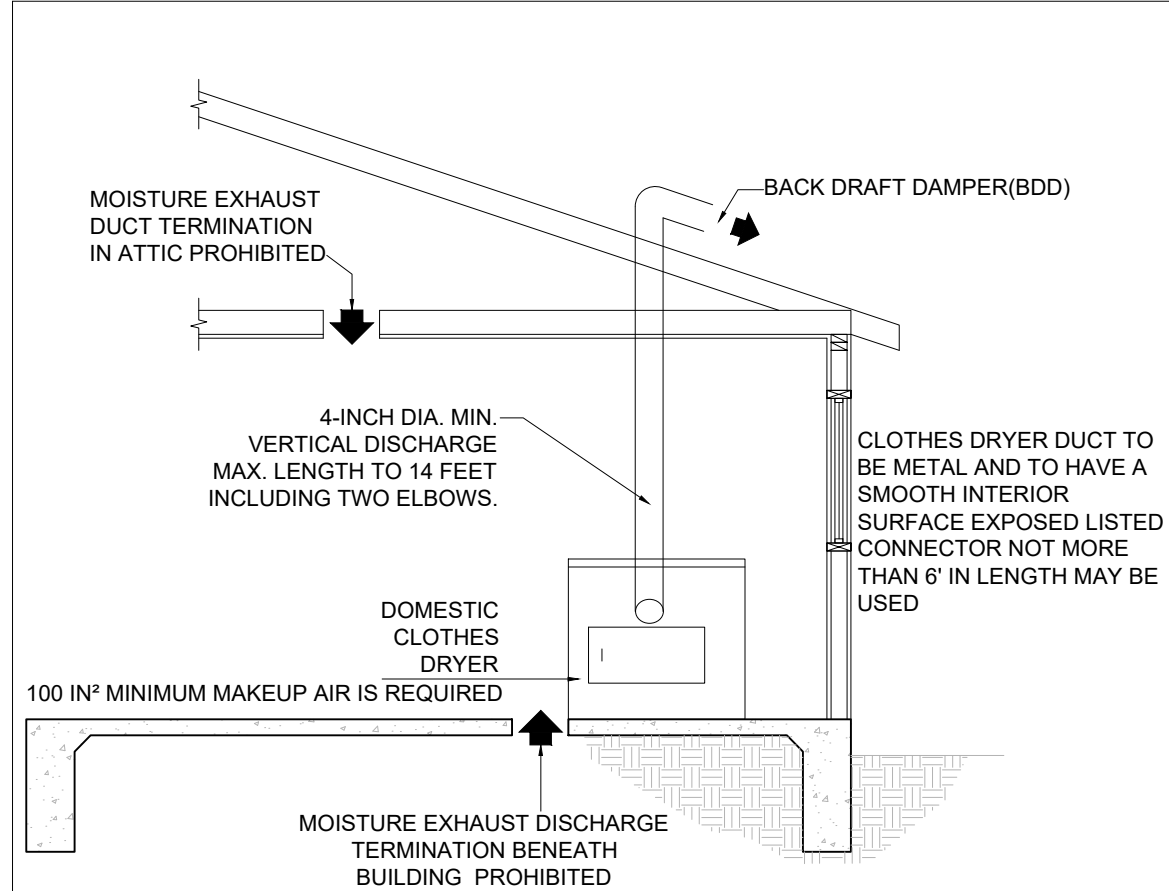 MOISTURE EXHAUST
DUCT TERMINATION
IN ATTIC PROHIBITED
BACK DRAFT DAMPER(BDD)
4-INCH DIA. MIN.
VERTICAL DISCHARGE
MAX. LENGTH TO 14 FEET
INCLUDING TWO ELBOWS.
CLOTHES DRYER DUCT TO
BE METAL AND TO HAVE A
SMOOTH INTERIOR
SURFACE EXPOSED LISTED
CONNECTOR NOT MORE
THAN 6' IN LENGTH MAY BE
USED
DOMESTIC
CLOTHES
DRYER
100 IN² MINIMUM MAKEUP AIR IS REQUIRED
MOISTURE EXHAUST DISCHARGE
TERMINATION BENEATH
BUILDING PROHIBITED